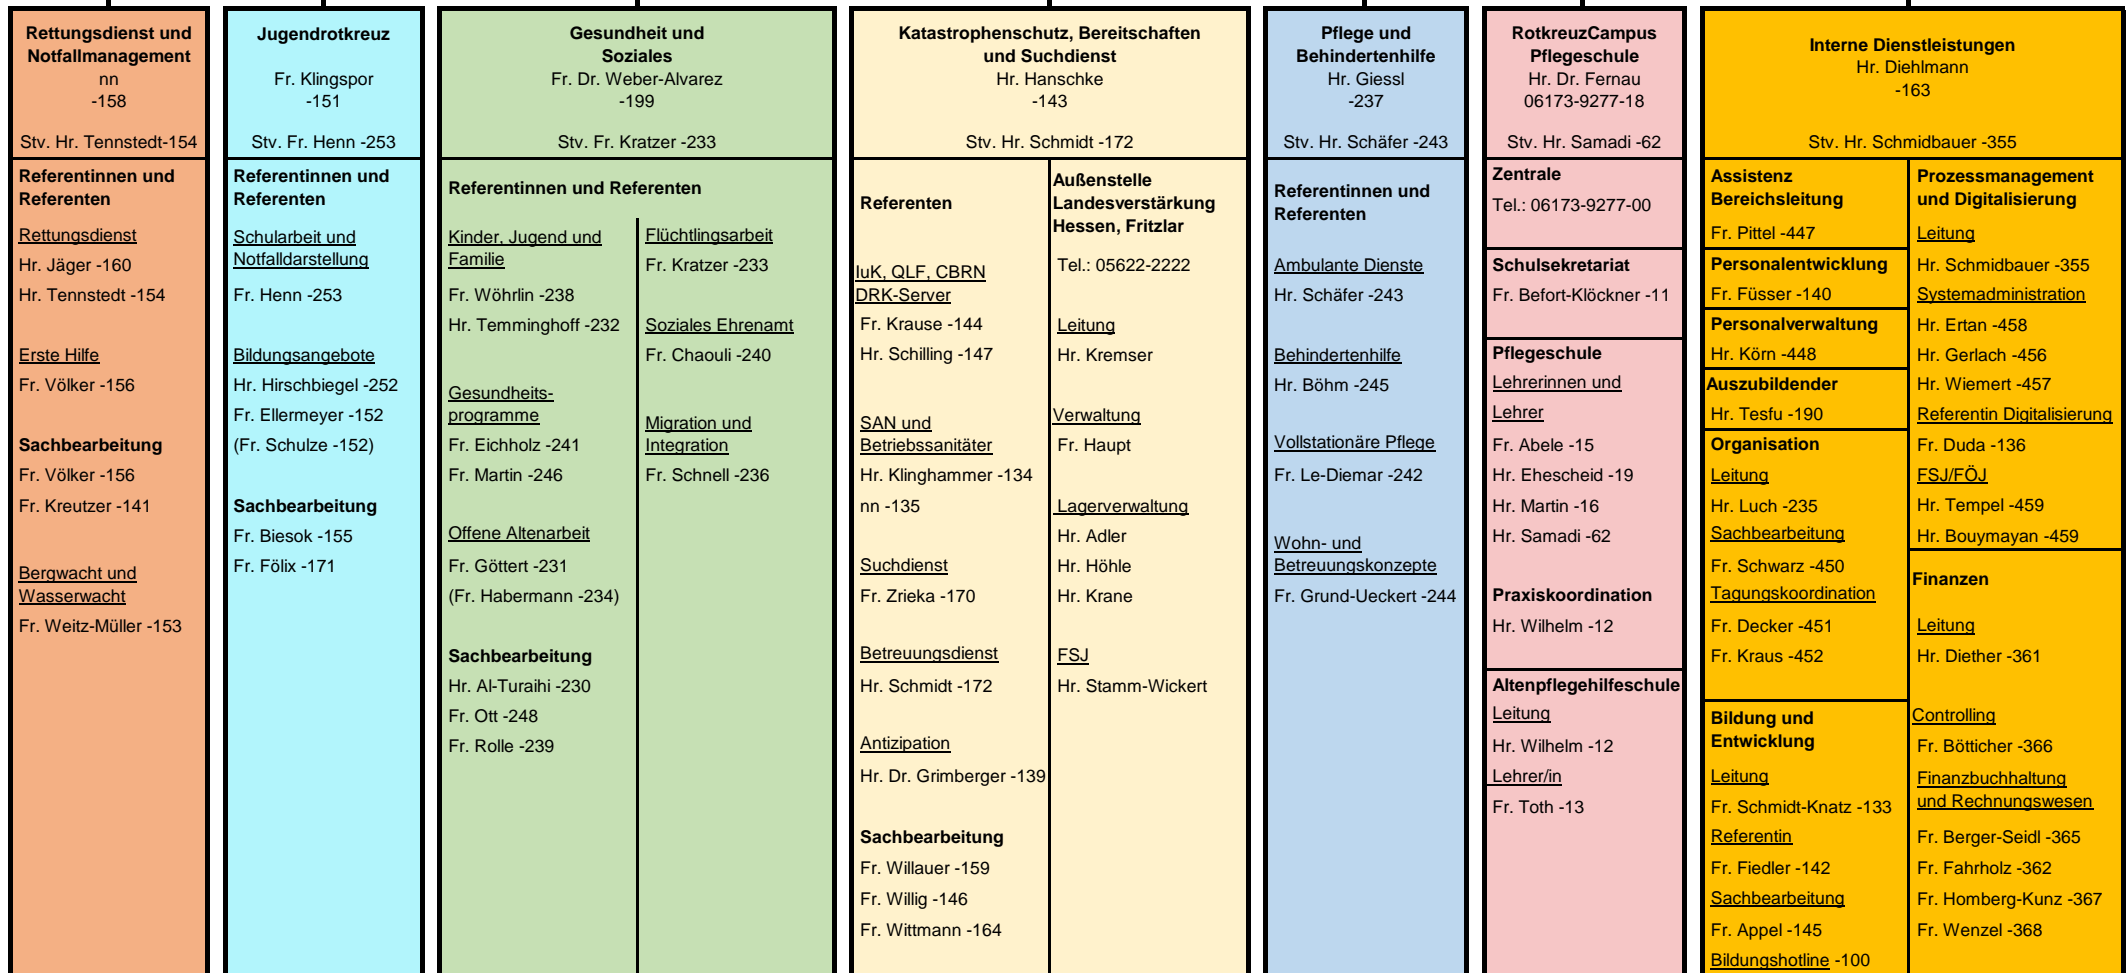 Rettungsdienst und
Notfallmanagement
nn
-158
Stv. Hr. Tennstedt-154
Referentinnen und
Referenten
Rettungsdienst
Hr. Jäger -160
Hr. Tennstedt -154
Erste Hilfe
Fr. Völker -156
Sachbearbeitung
Fr. Völker -156
Fr. Kreutzer -141
Bergwacht und
Wasserwacht
Fr. Weitz-Müller -153
Jugendrotkreuz
Fr. Klingspor
-151
Stv. Fr. Henn -253
Referentinnen und
Referenten
Schularbeit und
Notfalldarstellung
Fr. Henn -253
Bildungsangebote
Hr. Hirschbiegel -252
Fr. Ellermeyer -152
(Fr. Schulze -152)
Sachbearbeitung
Fr. Biesok -155
Fr. Fölix -171
Gesundheit und
Soziales
Fr. Dr. Weber-Alvarez
-199
Stv. Fr. Kratzer -233
Referentinnen und Referenten
Kinder, Jugend und
Familie
Fr. Wöhrlin -238
Hr. Temminghoff -232
Gesundheits-
programme
Fr. Eichholz -241
Fr. Martin -246
Offene Altenarbeit
Fr. Göttert -231
(Fr. Habermann -234)
Sachbearbeitung
Hr. Al-Turaihi -230
Fr. Ott -248
Fr. Rolle -239
Flüchtlingsarbeit
Fr. Kratzer -233
Soziales Ehrenamt
Fr. Chaouli -240
Migration und
Integration
Fr. Schnell -236
Katastrophenschutz, Bereitschaften
und Suchdienst
Hr. Hanschke
-143
Stv. Hr. Schmidt -172
Referenten
IuK, QLF, CBRN
DRK-Server
Fr. Krause -144
Hr. Schilling -147
SAN und
Betriebssanitäter
Hr. Klinghammer -134
nn -135
Suchdienst
Fr. Zrieka -170
Betreuungsdienst
Hr. Schmidt -172
Antizipation
Hr. Dr. Grimberger -139
Sachbearbeitung
Fr. Willauer -159
Fr. Willig -146
Fr. Wittmann -164
Außenstelle
Landesverstärkung
Hessen, Fritzlar
Tel.: 05622-2222
Leitung
Hr. Kremser
Verwaltung
Fr. Haupt
Lagerverwaltung
Hr. Adler
Hr. Höhle
Hr. Krane
FSJ
Hr. Stamm-Wickert
Pflege und
Behindertenhilfe
Hr. Giessl
-237
Stv. Hr. Schäfer -243
Referentinnen und
Referenten
Ambulante Dienste
Hr. Schäfer -243
Behindertenhilfe
Hr. Böhm -245
Vollstationäre Pflege
Fr. Le-Diemar -242
Wohn- und
Betreuungskonzepte
Fr. Grund-Ueckert -244
RotkreuzCampus
Pflegeschule
Hr. Dr. Fernau
06173-9277-18
Stv. Hr. Samadi -62
Zentrale
Tel.: 06173-9277-00
Schulsekretariat
Fr. Befort-Klöckner -11
Pflegeschule
Lehrerinnen und
Lehrer
Fr. Abele -15
Hr. Ehescheid -19
Hr. Martin -16
Hr. Samadi -62
Praxiskoordination
Hr. Wilhelm -12
Altenpflegehilfeschule
Leitung
Hr. Wilhelm -12
Lehrer/in
Fr. Toth -13
Interne Dienstleistungen
Hr. Diehlmann
-163
Stv. Hr. Schmidbauer -355
Assistenz
Bereichsleitung
Fr. Pittel -447
Personalentwicklung
Fr. Füsser -140
Personalverwaltung
Hr. Körn -448
Auszubildender
Hr. Tesfu -190
Organisation
Leitung
Hr. Luch -235
Sachbearbeitung
Fr. Schwarz -450
Tagungskoordination
Fr. Decker -451
Fr. Kraus -452
Bildung und
Entwicklung
Leitung
Fr. Schmidt-Knatz -133
Referentin
Fr. Fiedler -142
Sachbearbeitung
Fr. Appel -145
Bildungshotline -100
Prozessmanagement
und Digitalisierung
Leitung
Hr. Schmidbauer -355
Systemadministration
Hr. Ertan -458
Hr. Gerlach -456
Hr. Wiemert -457
Referentin Digitalisierung
Fr. Duda -136
FSJ/FÖJ
Hr. Tempel -459
Hr. Bouymayan -459
Finanzen
Leitung
Hr. Diether -361
Controlling
Fr. Bötticher -366
Finanzbuchhaltung
und Rechnungswesen
Fr. Berger-Seidl -365
Fr. Fahrholz -362
Fr. Homberg-Kunz -367
Fr. Wenzel -368